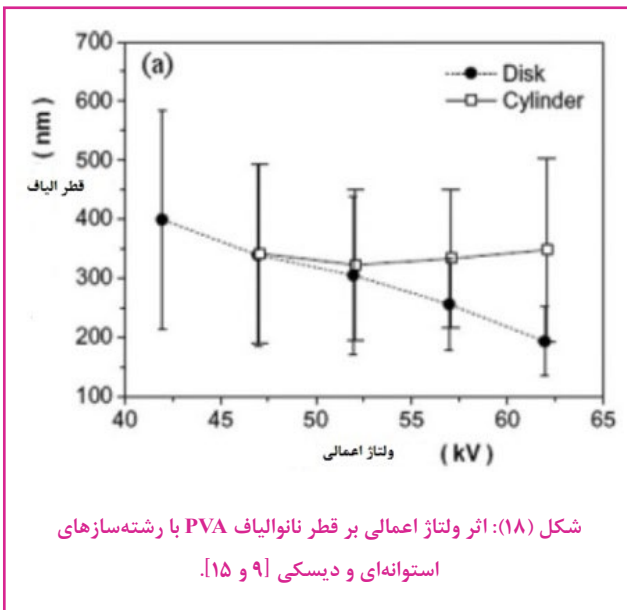 700
(a)
Disk
Cylinder
600
500
400
300
200
100
(nm)
قطر الیاف
40
45
50
55
60
65
ولتاژ اعمالی
(kV)
شکل (۱۸): اثر ولتاژ اعمالی بر قطر نانوالیاف PVA با رشته‌سازهای
استوانه‌ای و دیسکی [۹ و ۱۵].